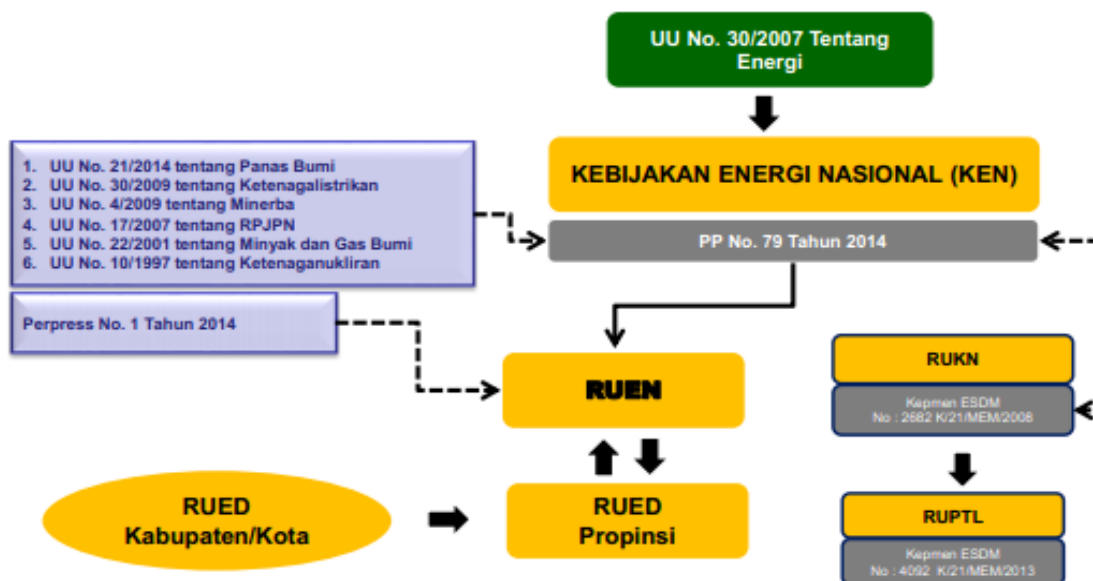 UU No. 30/2007 Tentang
Energi
KEBIJAKAN ENERGI NASIONAL (KEN)
PP No. 79 Tahun 2014
1. UU No. 21/2014 tentang Panas Bumi
2. UU No. 30/2009 tentang Ketenagalistrikan
3. UU No. 4/2009 tentang Minerba
4. UU No. 17/2007 tentang RPJPN
5. UU No. 22/2001 tentang Minyak dan Gas Bumi
6. UU No. 10/1997 tentang Ketenaganukliran
Perpress No. 1 Tahun 2014
RUEN
RUKN
Kepmen ESDM
No : 2682 K/21/MEM/2008
RUED
Kabupaten/Kota
RUED
Propinsi
RUPTL
Kepmen ESDM
No : 4092 K/21/MEM/2013